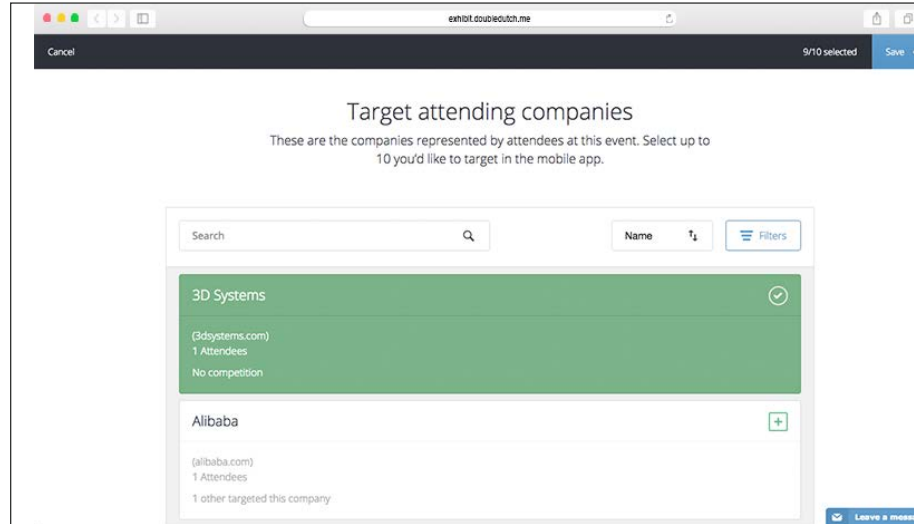 exhibit.doubledutch.me
Cancel
9/10 selected
Save
Target attending companies
These are the companies represented by attendees at this event. Select up to
10 you'd like to target in the mobile app.
Search
Name
Filters
3D Systems
(3dsystems.com)
1 Attendees
No competition
Alibaba
(alibaba.com)
1 Attendees
1 other targeted this company
Leave a